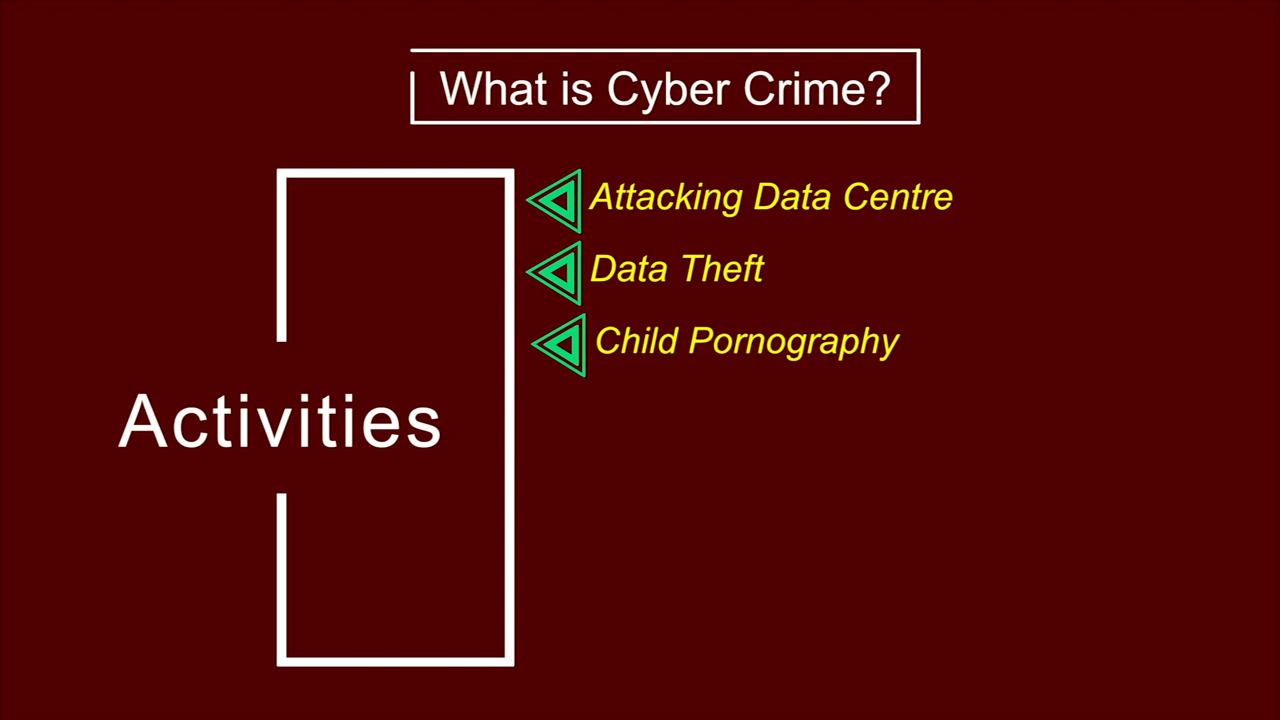 What is Cyber Crime?
Attacking Data Centre
Data Theft
Child Pornography
Activities